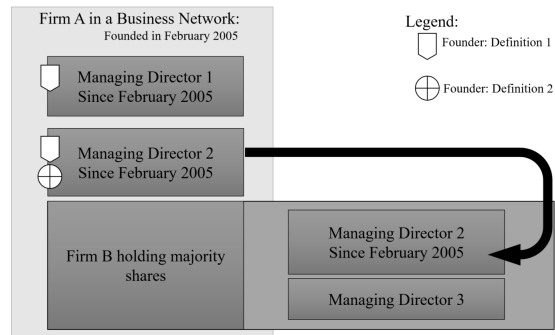 Firm A in a Business Network:
Founded in February 2005
Legend:
Founder: Definition 1
Founder: Definition 2
Managing Director 1
Since February 2005
Managing Director 2
Since February 2005
Firm B holding majority
shares
Managing Director 2
Since February 2005
Managing Director 3